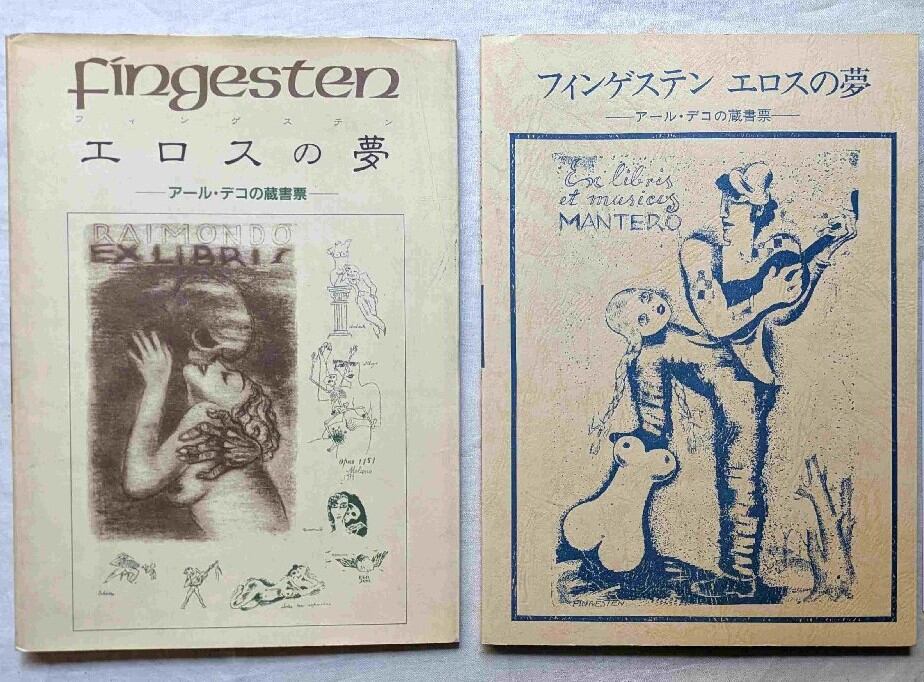 fingesten
フィンゲステン
エロスの夢
アール・デコの蔵書票
RAIMONDO
EX LIBRIS
Opus 1151
Milano
フィンゲステン エロスの夢
アール・デコの蔵書票
Ex libris
et musicis
MANTERO
FINGESTEN